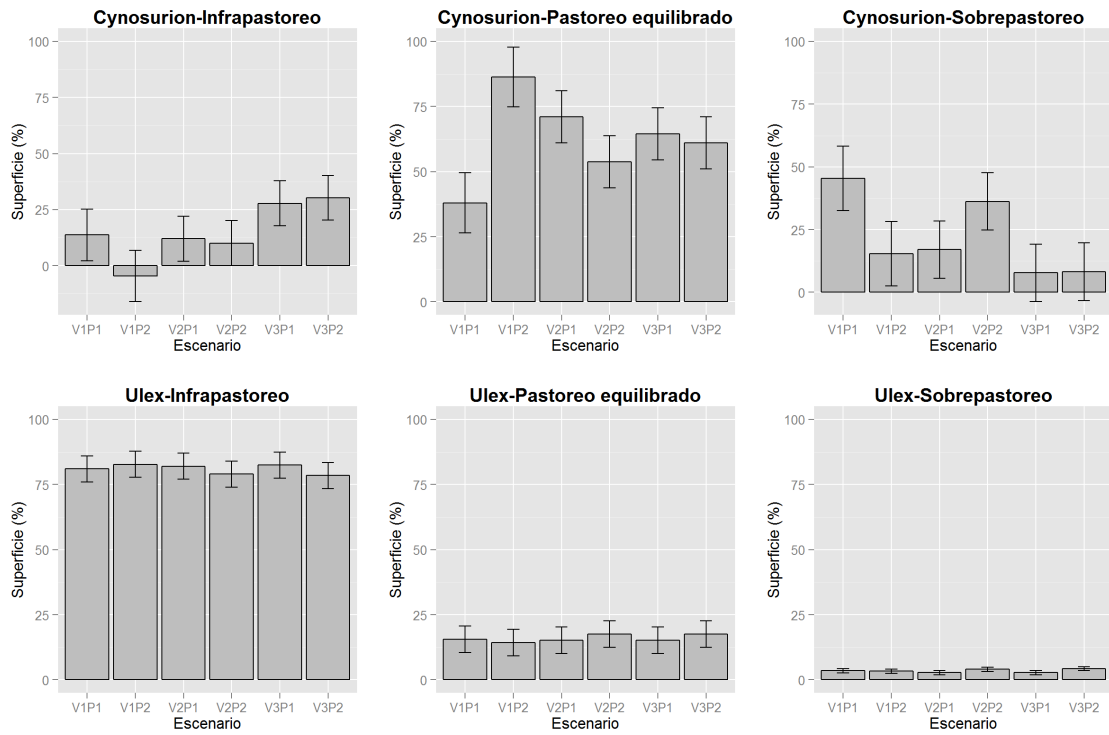 Cynosurion-Infrapastoreo
100
75
50
25
0
Superficie (%)
V1P1 V1P2 V2P1 V2P2 V3P1 V3P2
Escenario
Cynosurion-Pastoreo equilibrado
100
75
50
25
0
Superficie (%)
V1P1 V1P2 V2P1 V2P2 V3P1 V3P2
Escenario
Cynosurion-Sobrepastoreo
100
75
50
25
0
Superficie (%)
V1P1 V1P2 V2P1 V2P2 V3P1 V3P2
Escenario
Ulex-Infrapastoreo
100
75
50
25
0
Superficie (%)
V1P1 V1P2 V2P1 V2P2 V3P1 V3P2
Escenario
Ulex-Pastoreo equilibrado
100
75
50
25
0
Superficie (%)
V1P1 V1P2 V2P1 V2P2 V3P1 V3P2
Escenario
Ulex-Sobrepastoreo
100
75
50
25
0
Superficie (%)
V1P1 V1P2 V2P1 V2P2 V3P1 V3P2
Escenario